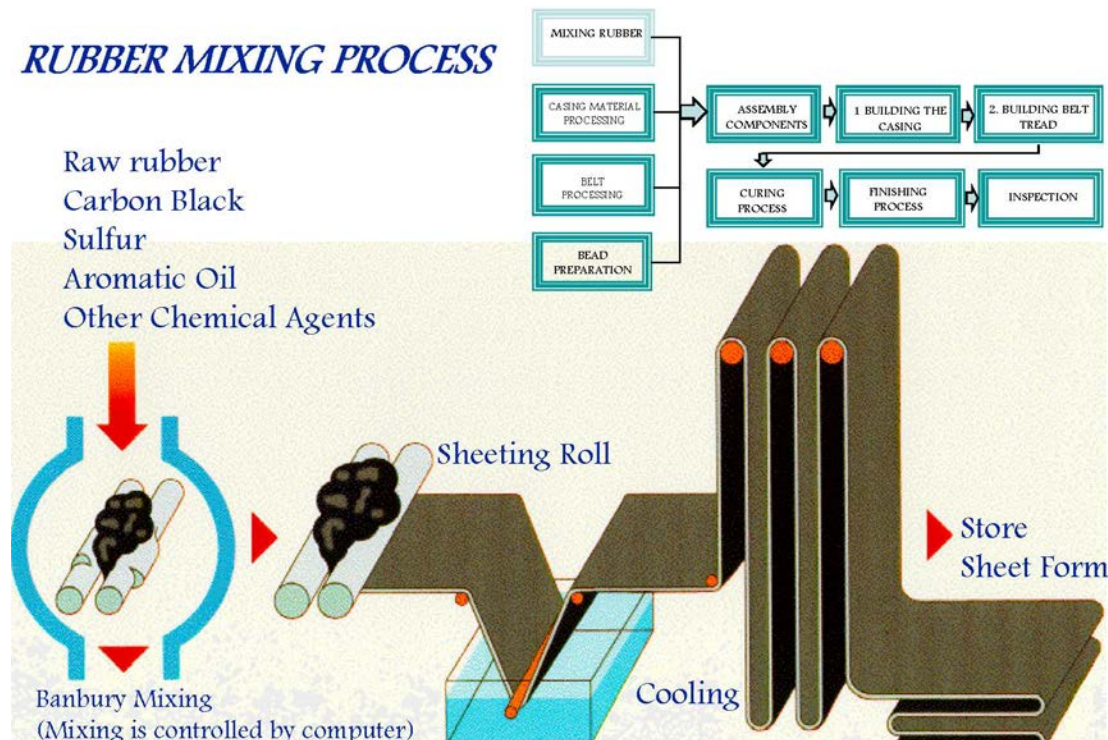 RUBBER MIXING PROCESS
MIXING RUBBER
CASING MATERIAL
PROCESSING
BELT
PROCESSING
BEAD
PREPARATION
ASSEMBLY
COMPONENTS
1 BUILDING THE
CASING
2. BUILDING BELT
TREAD
CURING
PROCESS
FINISHING
PROCESS
INSPECTION
Raw rubber
Carbon Black
Sulfur
Aromatic Oil
Other Chemical Agents
Sheeting Roll
Store
Sheet Form
Cooling
Banbury Mixing
(Mixing is controlled by computer)